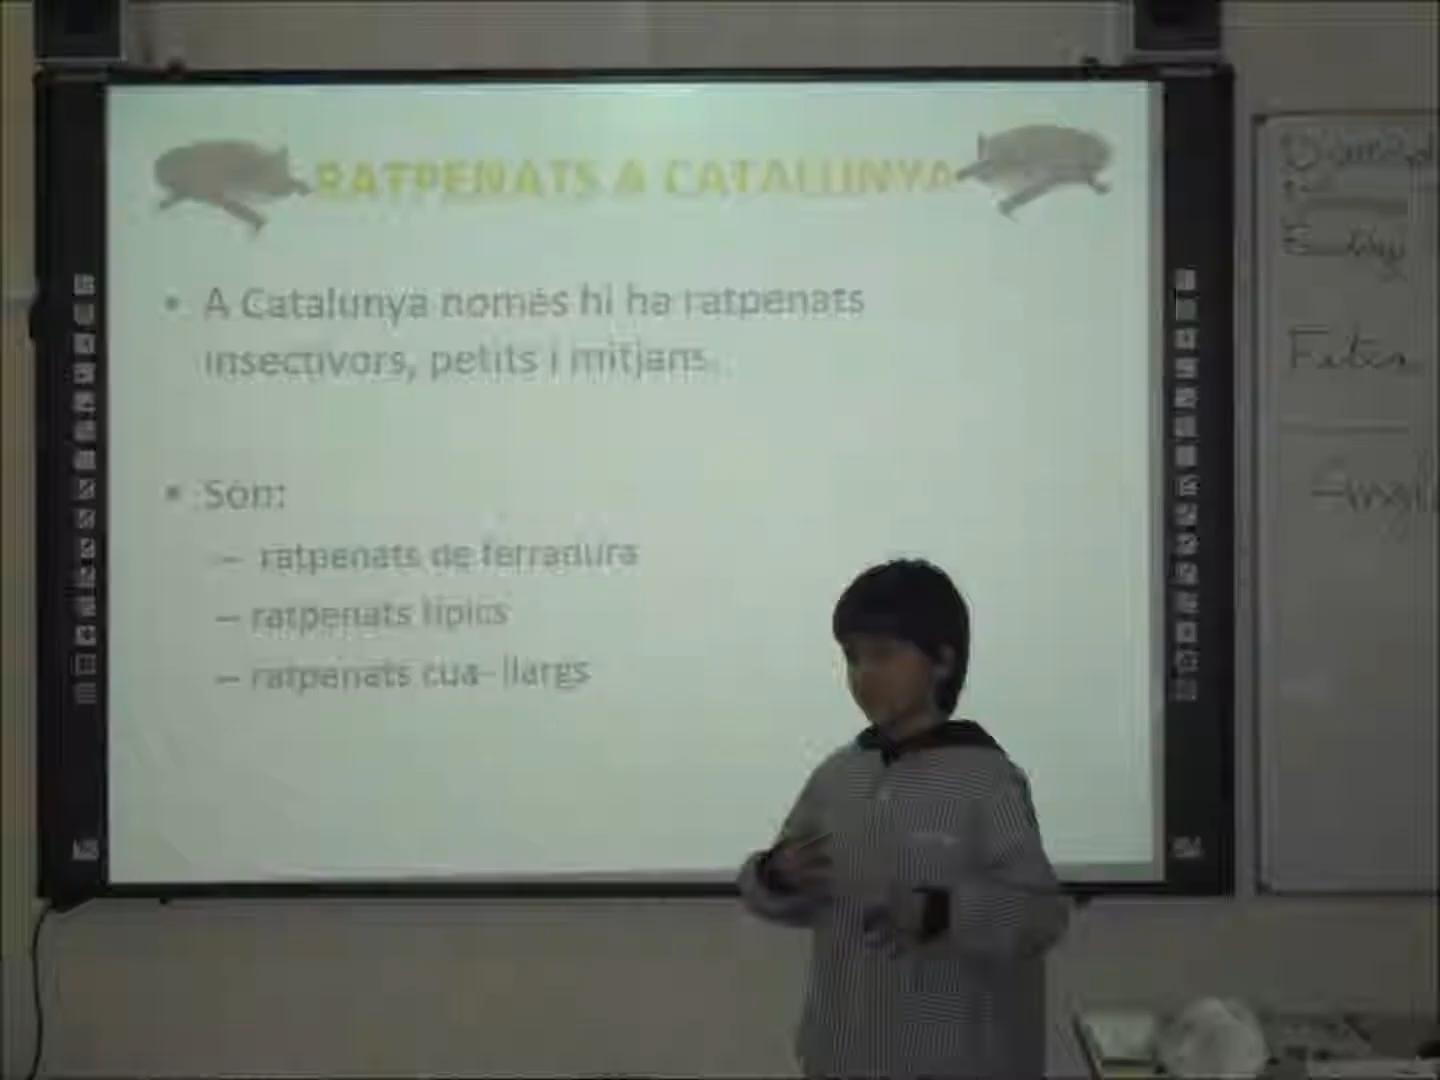 RATPENATS A CATALUNYA
• A Catalunya només hi ha ratpenats
insectívors, petits i mitjans.
• Són:
– ratpenats de ferradura
– ratpenats típics
– ratpenats cua- llargs